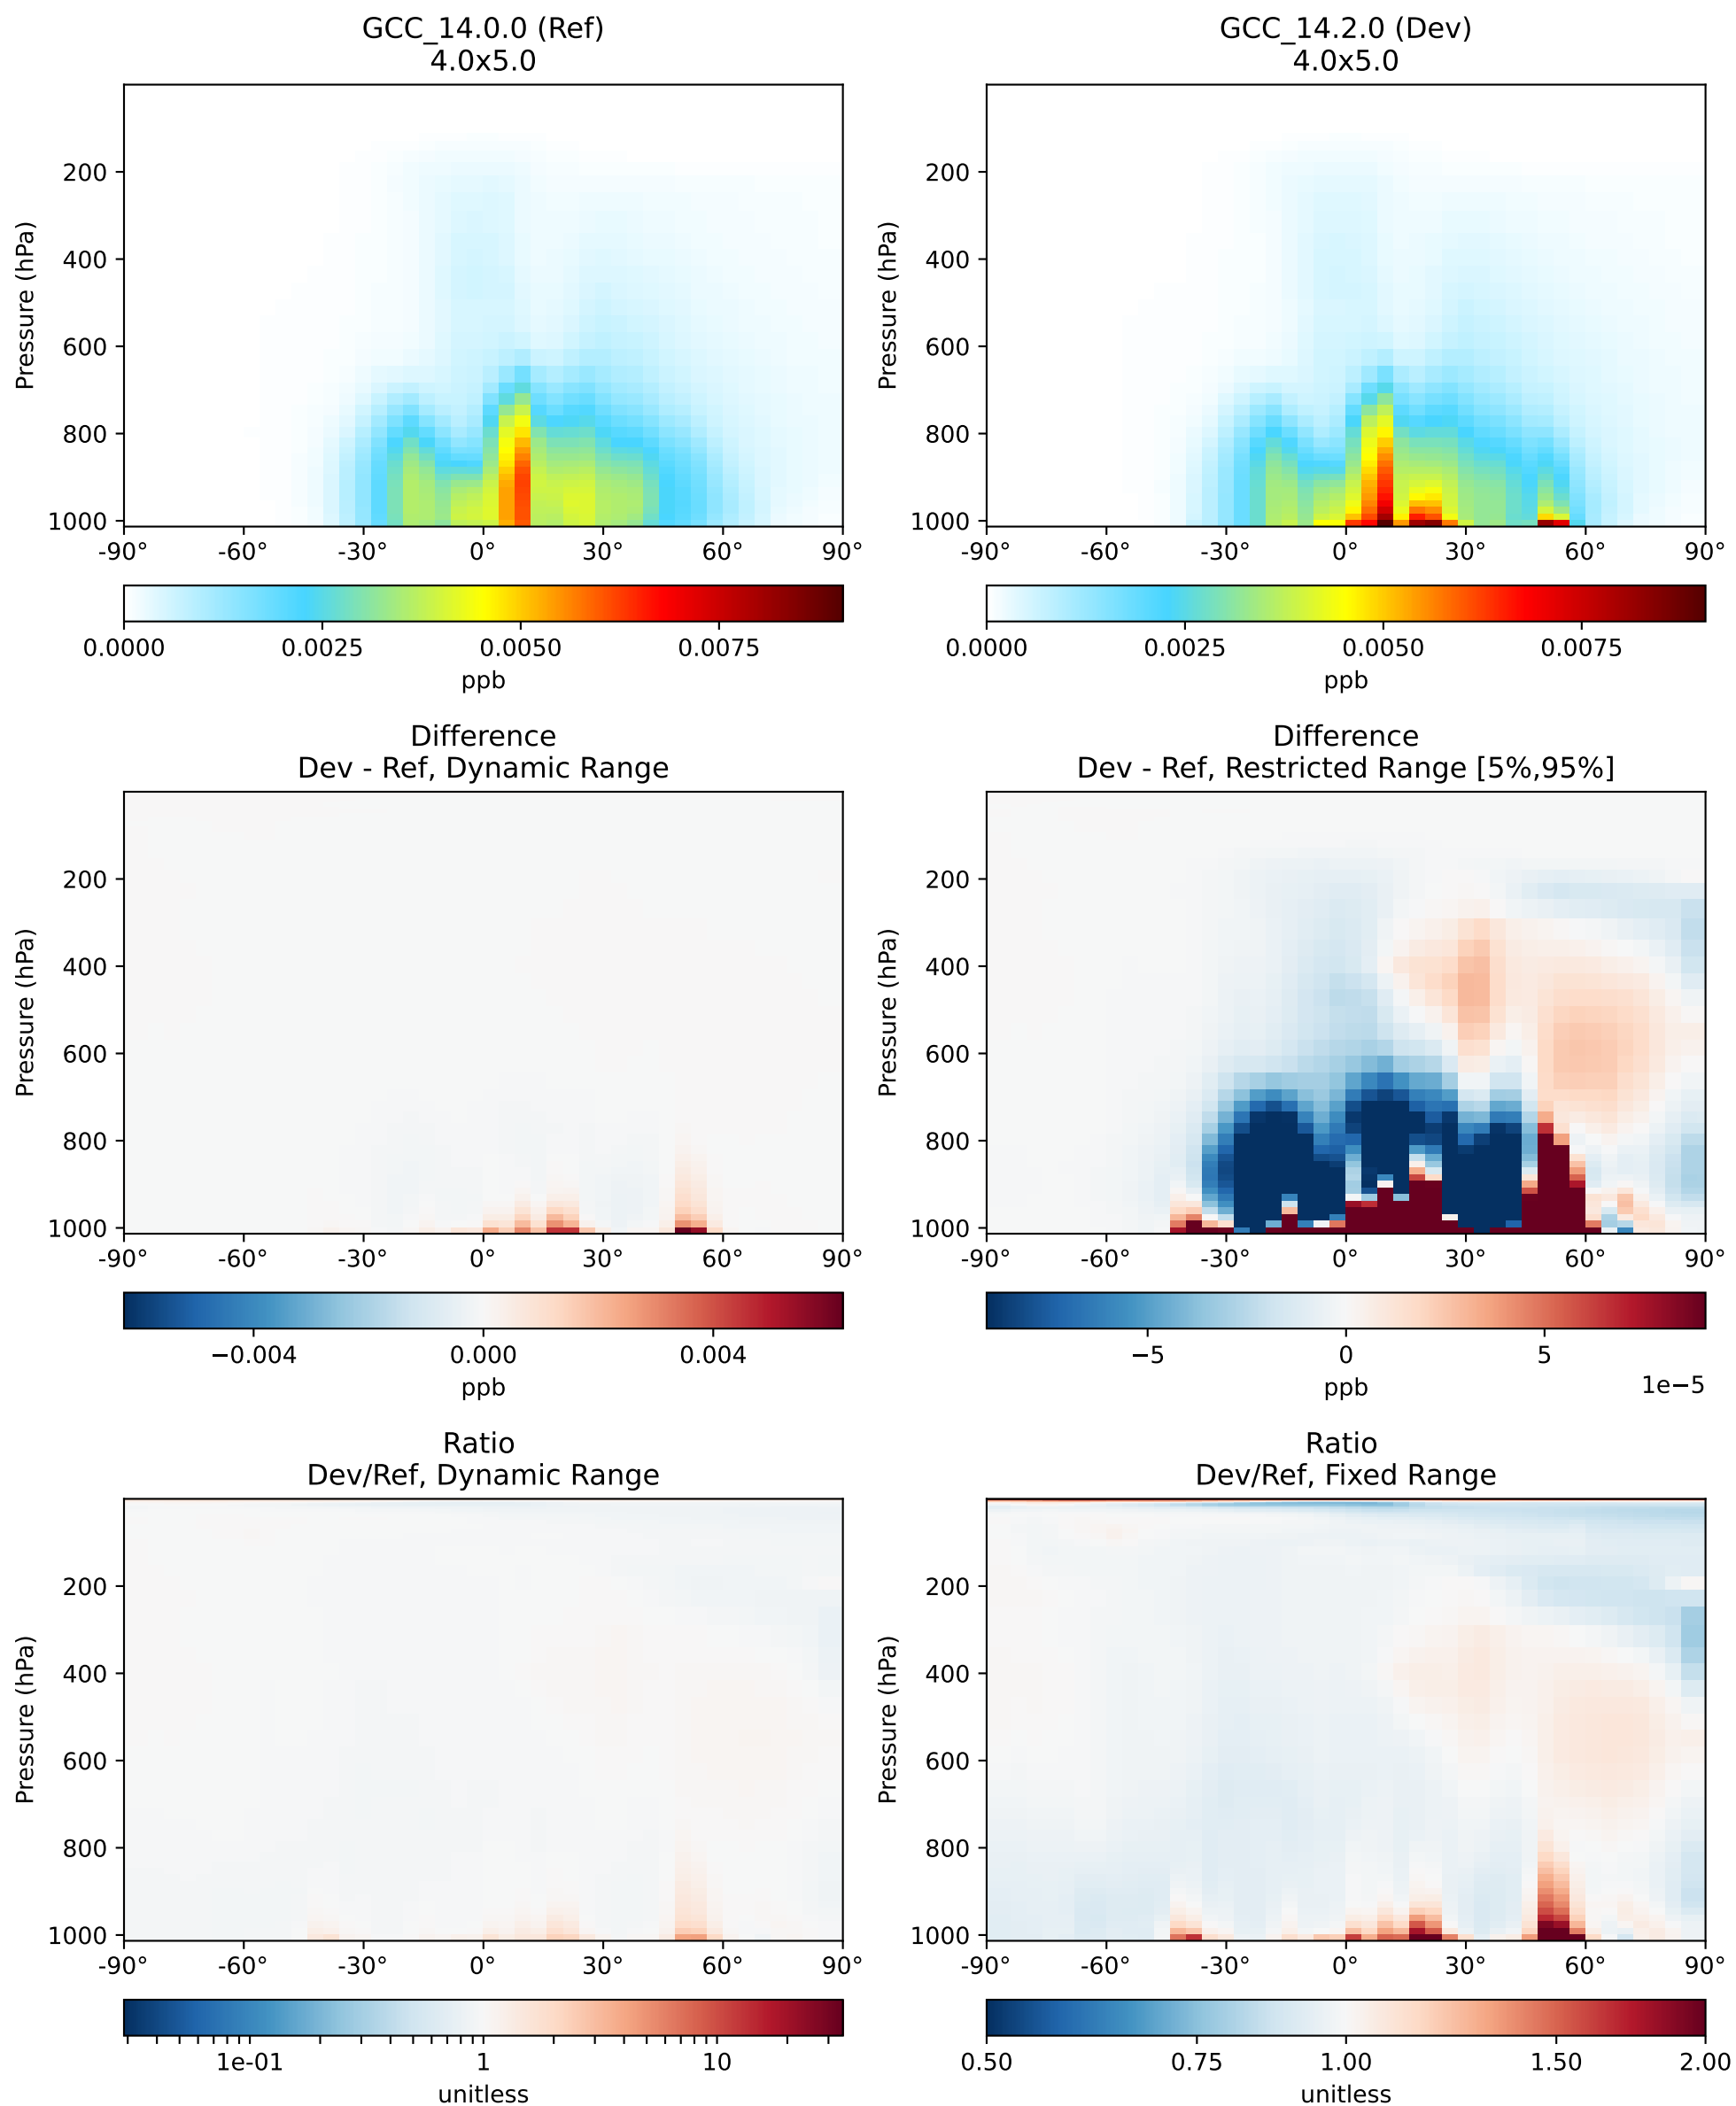 GCC_14.0.0 (Ref)
4.0x5.0
Pressure (hPa)
200
400
600
800
1000
-90° -60° -30° 0° 30° 60° 90°
0.0000 0.0025 0.0050 0.0075
ppb
GCC_14.2.0 (Dev)
4.0x5.0
Pressure (hPa)
200
400
600
800
1000
-90° -60° -30° 0° 30° 60° 90°
0.0000 0.0025 0.0050 0.0075
ppb
Difference
Dev - Ref, Dynamic Range
Pressure (hPa)
200
400
600
800
1000
-90° -60° -30° 0° 30° 60° 90°
−0.004 0.000 0.004
ppb
Difference
Dev - Ref, Restricted Range [5%,95%]
Pressure (hPa)
200
400
600
800
1000
-90° -60° -30° 0° 30° 60° 90°
−5 0 5
ppb
1e−5
Ratio
Dev/Ref, Dynamic Range
Pressure (hPa)
200
400
600
800
1000
-90° -60° -30° 0° 30° 60° 90°
1e-01 1 10
unitless
Ratio
Dev/Ref, Fixed Range
Pressure (hPa)
200
400
600
800
1000
-90° -60° -30° 0° 30° 60° 90°
0.50 0.75 1.00 1.50 2.00
unitless